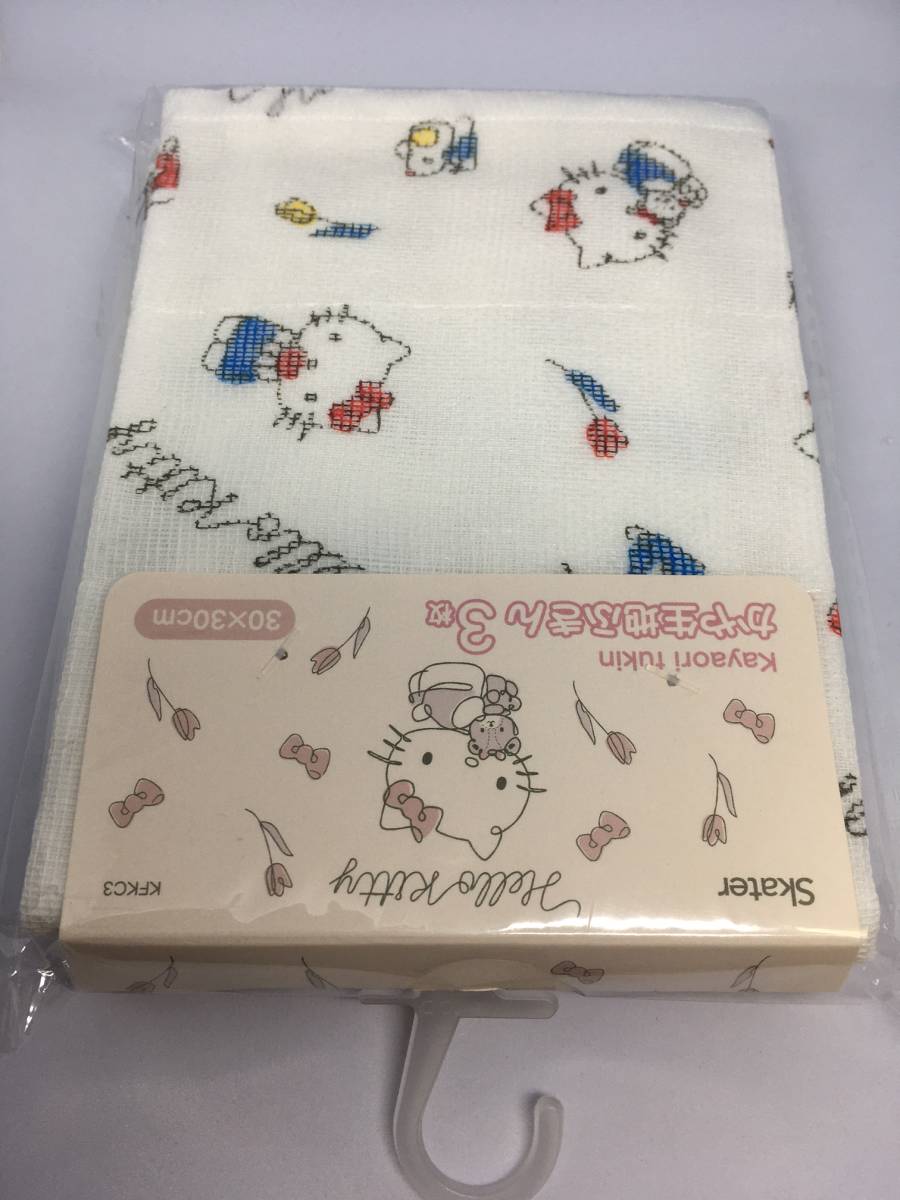 Skater
Hello Kitty
KFKC3
Kayaori fukin
かや生地ふきん3枚
30×30cm